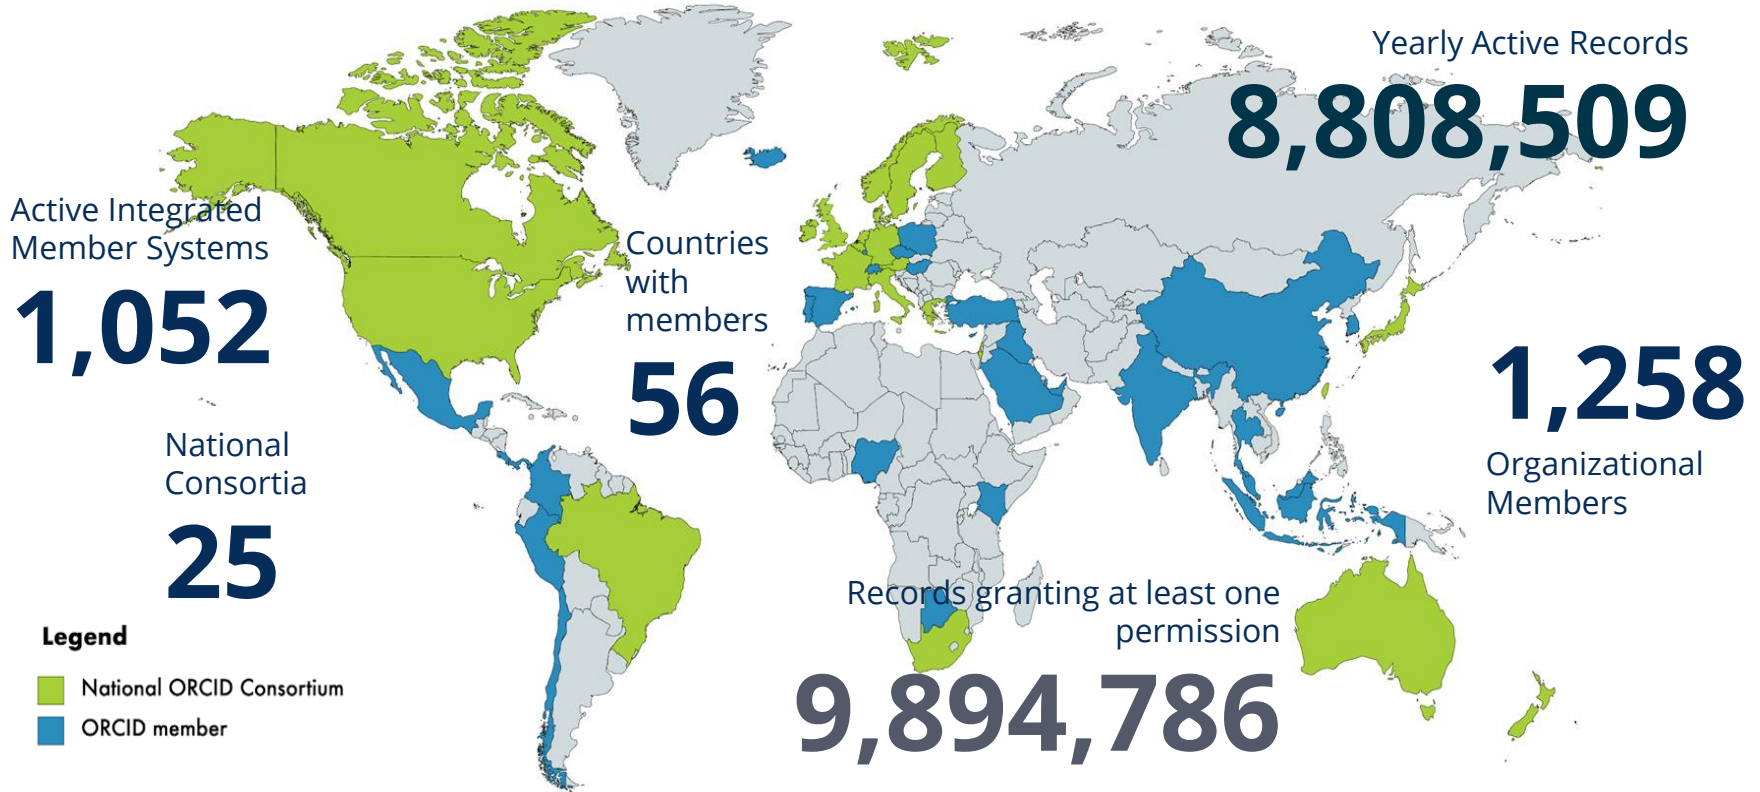 Yearly Active Records
8,808,509
Active Integrated
Member Systems
1,052
Countries
with
members
56
1,258
Organizational
Members
National
Consortia
25
Records granting at least one
permission
9,894,786
Legend
National ORCID Consortium
ORCID member